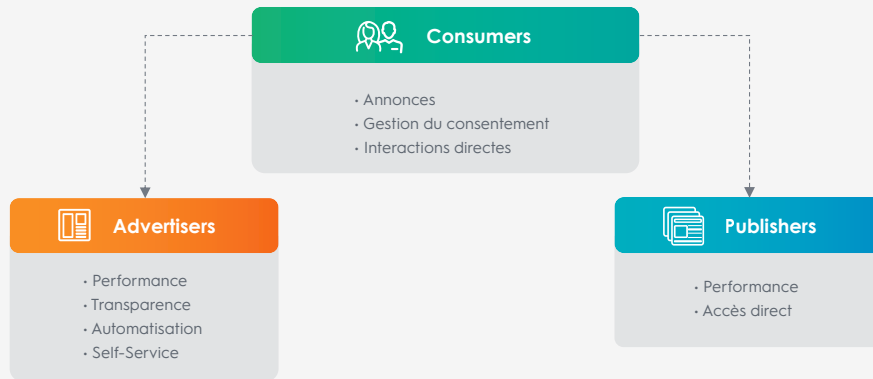 Consumers
· Annonces
· Gestion du consentement
· Interactions directes
Advertisers
· Performance
· Transparence
· Automatisation
· Self-Service
Publishers
· Performance
· Accès direct